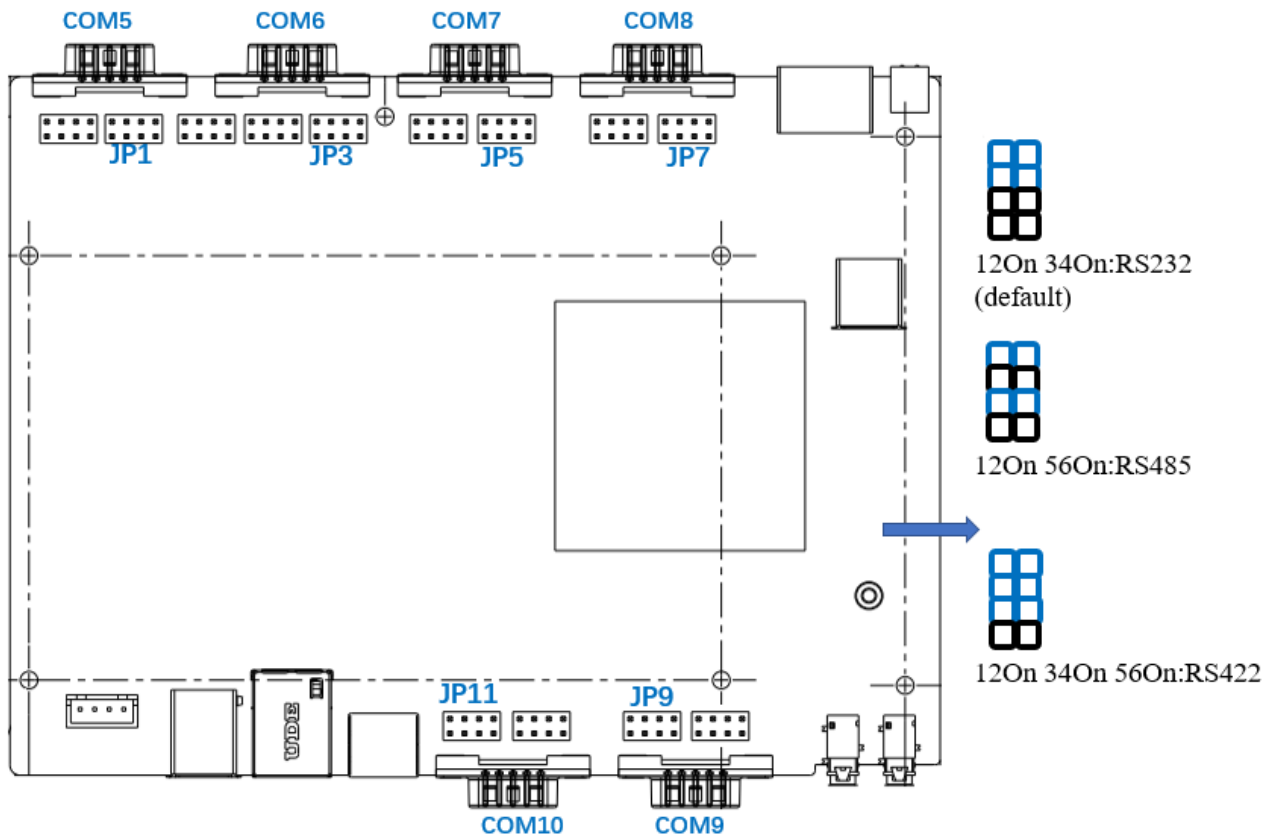 COM5 COM6 COM7 COM8
JP1 JP3 JP5 JP7
12On 34On:RS232
(default)
12On 56On:RS485
12On 34On 56On:RS422
JP11 JP9
UDE
COM10 COM9